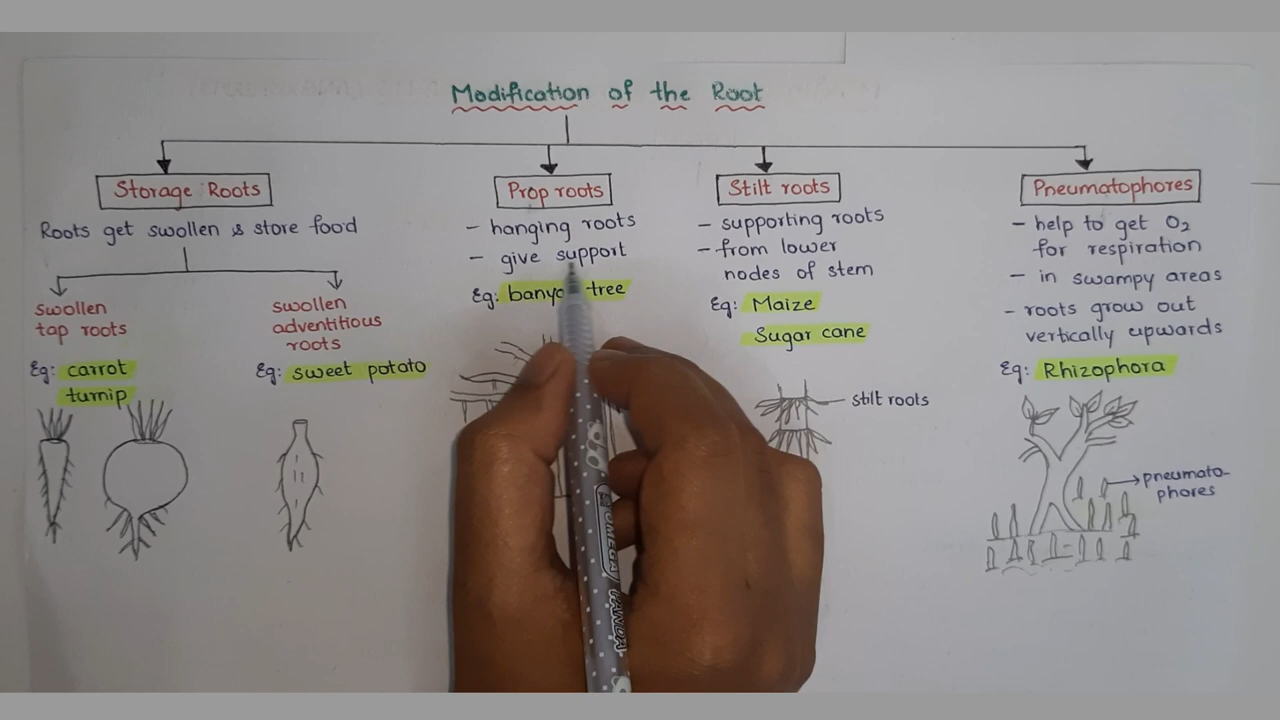 Modification of the Root
Storage Roots
Roots get swollen & store food
swollen
tap roots
Eg: carrot
turnip
swollen
adventitious
roots
Eg: sweet potato
Prop roots
- hanging roots
- give support
Eg: tree
Stilt roots
- supporting roots
- from lower
nodes of stem
Eg: Maize
Sugar cane
stilt roots
Pneumatophores
- help to get O₂
for respiration
- in swampy areas
- roots grow out
vertically upwards
Eg: Rhizophora
pneumato-
phores
OMEGA PANDA